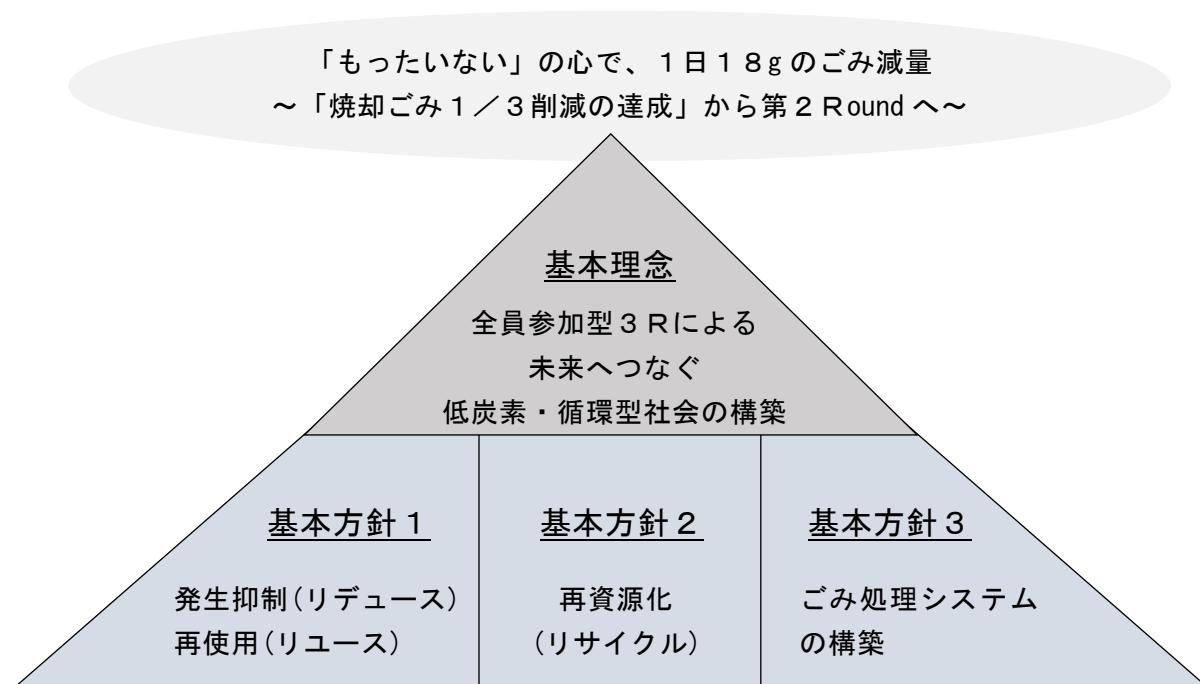 「もったいない」の心で、１日１８g のごみ減量
～「焼却ごみ１／３削減の達成」から第２Ｒound へ～
基本理念
全員参加型３Ｒによる
未来へつなぐ
低炭素・循環型社会の構築
基本方針１
発生抑制(リデュース)
再使用(リユース)
基本方針２
再資源化
(リサイクル)
基本方針３
ごみ処理システム
の構築